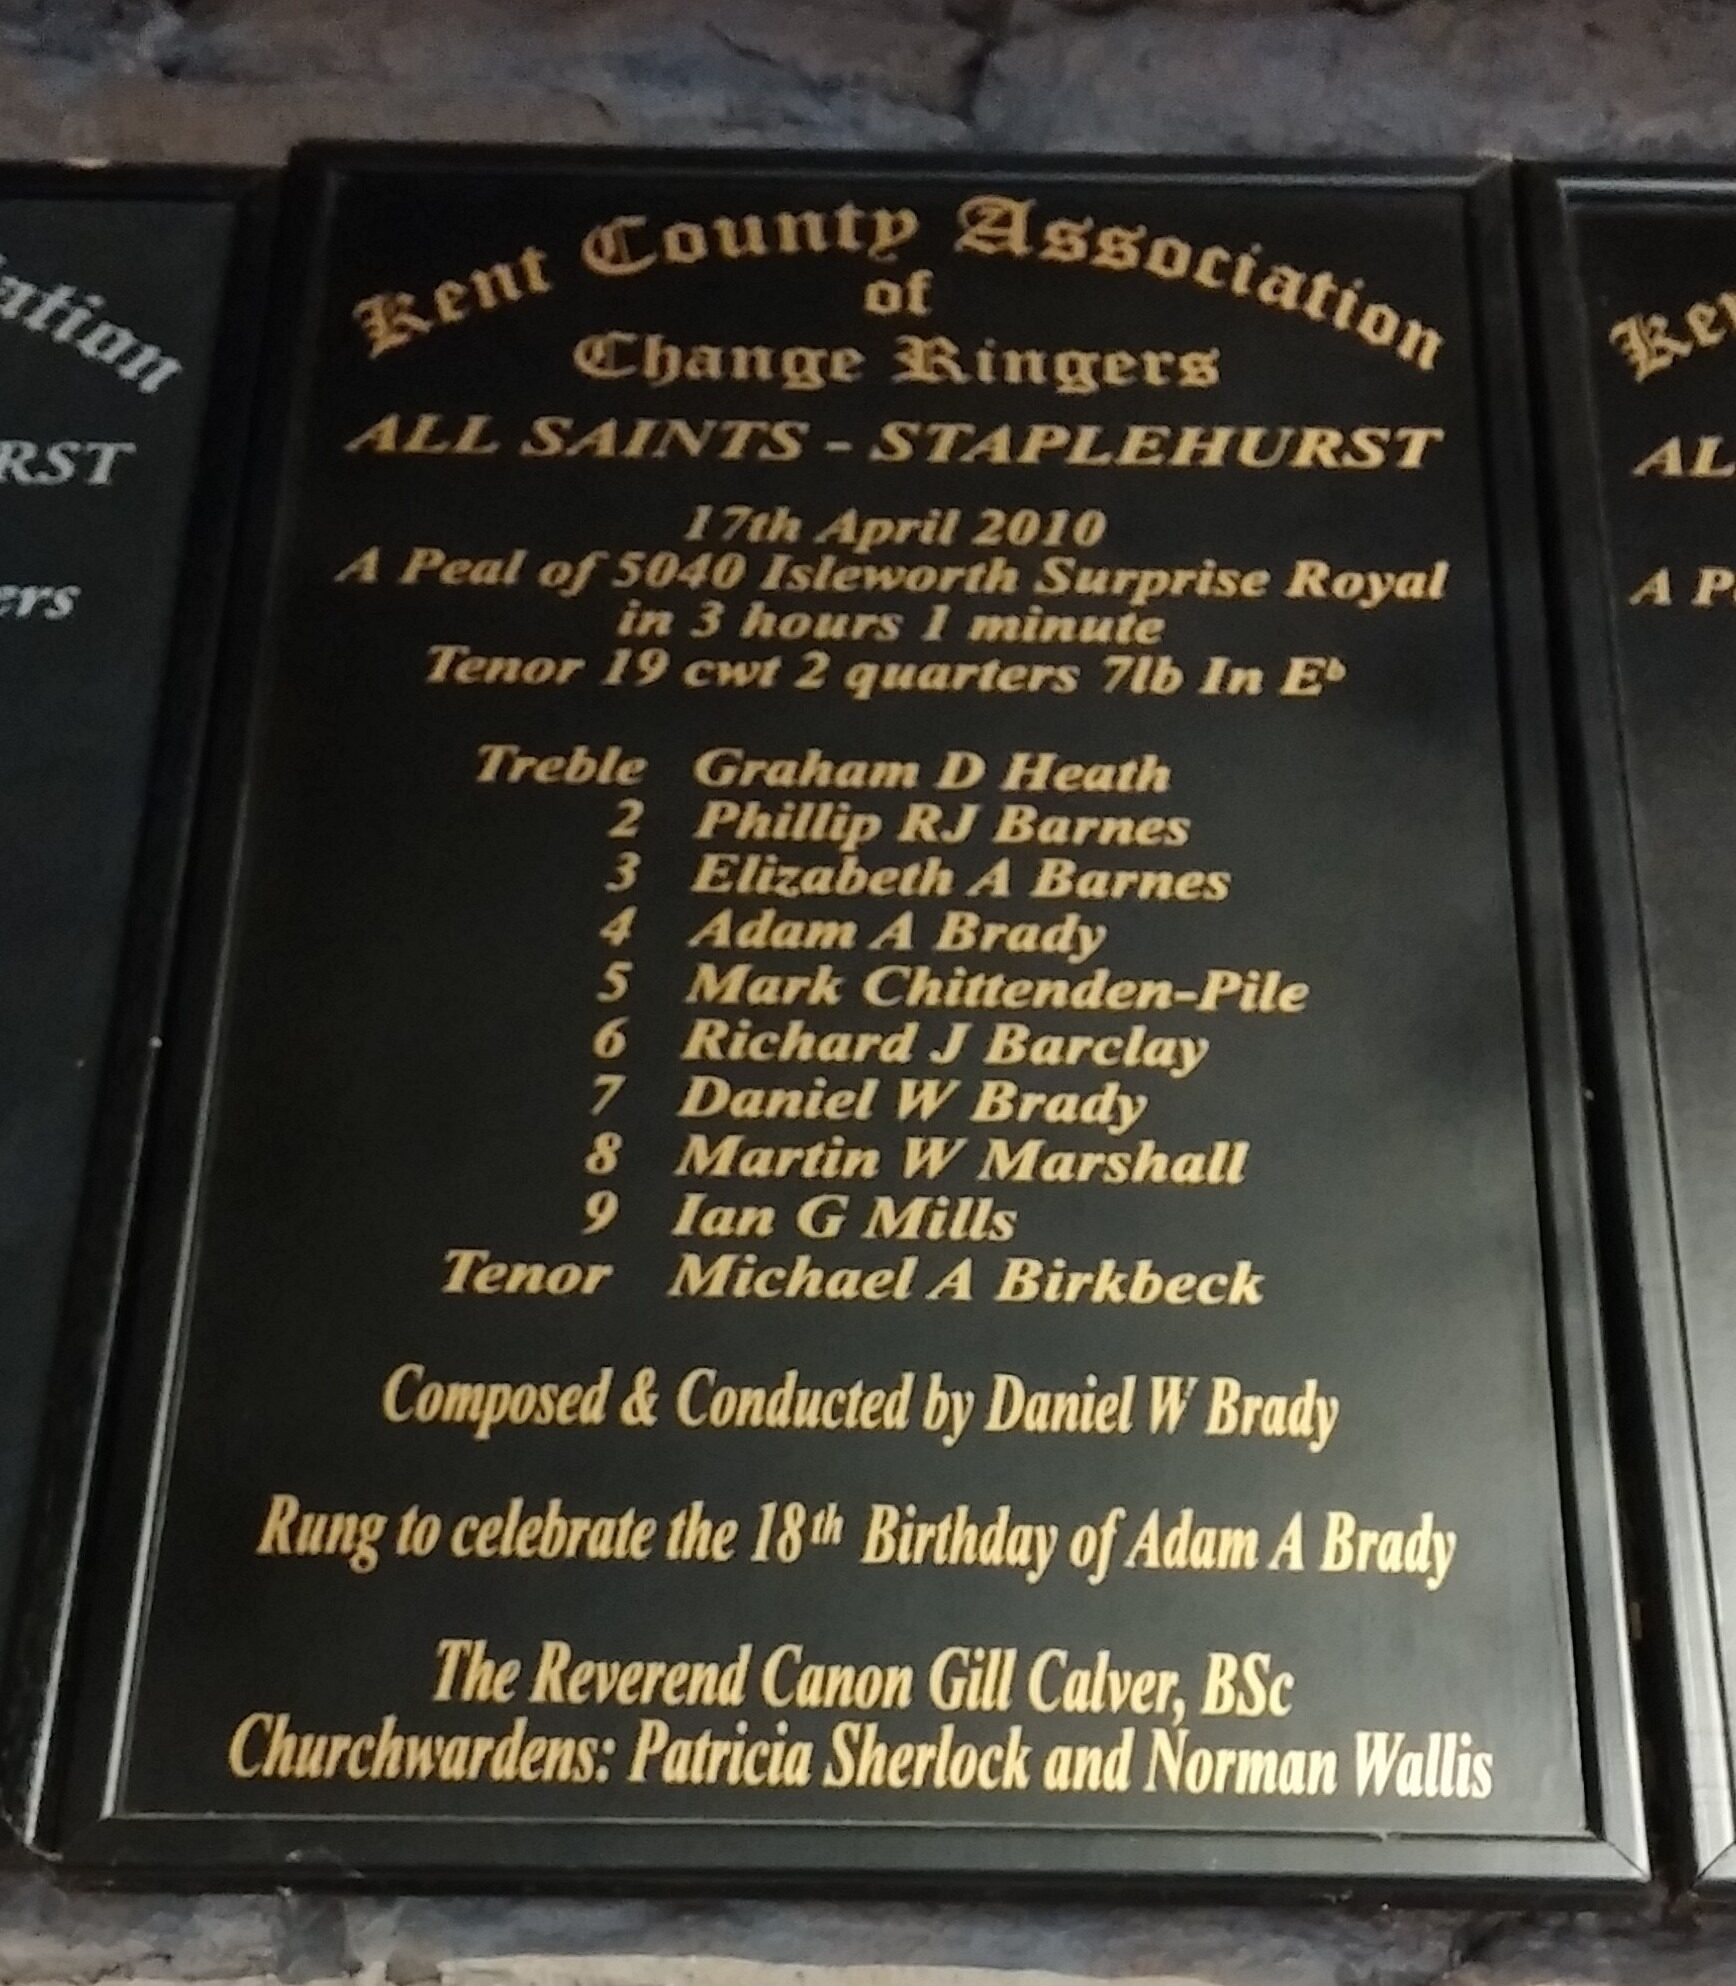 Kent County Association
of
Change Ringers
ALL SAINTS - STAPLEHURST
17th April 2010
A Peal of 5040 Isleworth Surprise Royal
in 3 hours 1 minute
Tenor 19 cwt 2 quarters 7lb In Eb
Treble Graham D Heath
2 Phillip RJ Barnes
3 Elizabeth A Barnes
4 Adam A Brady
5 Mark Chittenden-Pile
6 Richard J Barclay
7 Daniel W Brady
8 Martin W Marshall
9 Ian G Mills
Tenor Michael A Birkbeck
Composed & Conducted by Daniel W Brady
Rung to celebrate the 18th Birthday of Adam A Brady
The Reverend Canon Gill Calver, BSc
Churchwardens: Patricia Sherlock and Norman Wallis